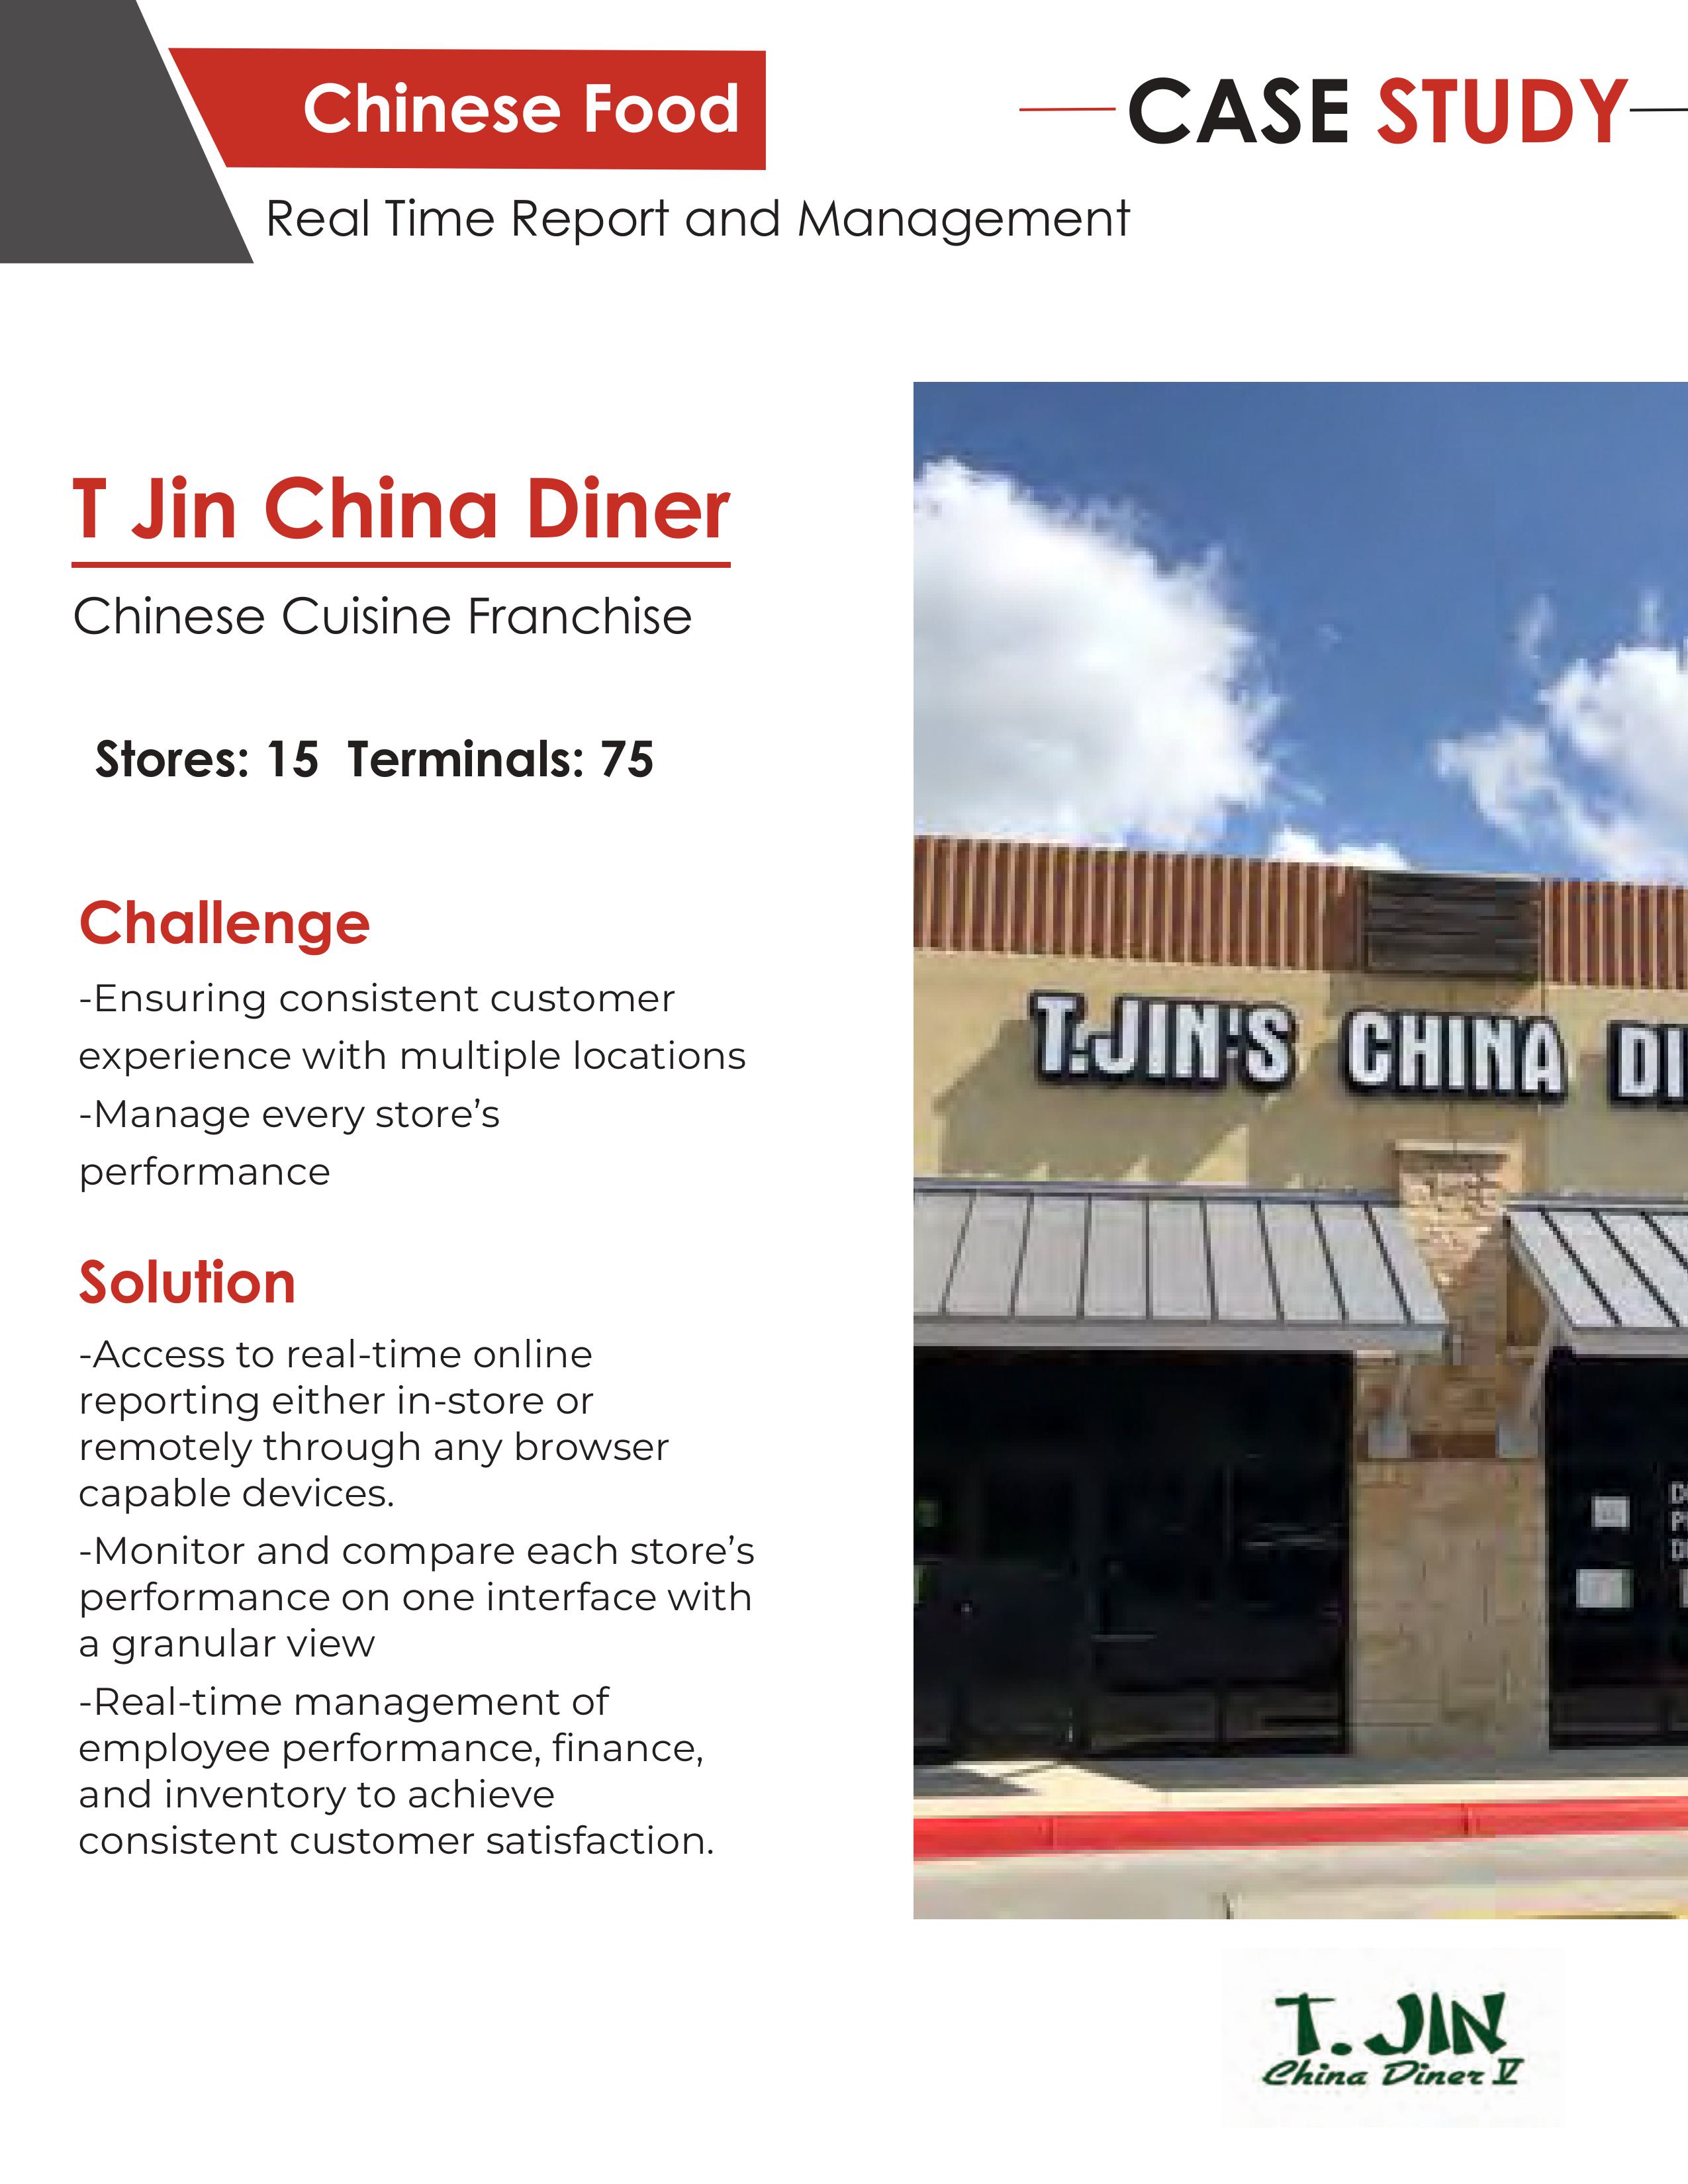 Chinese Food
CASE STUDY
Real Time Report and Management
T Jin China Diner
Chinese Cuisine Franchise
Stores: 15 Terminals: 75
Challenge
-Ensuring consistent customer
experience with multiple locations
-Manage every store’s
performance
Solution
-Access to real-time online
reporting either in-store or
remotely through any browser
capable devices.
-Monitor and compare each store’s
performance on one interface with
a granular view
-Real-time management of
employee performance, finance,
and inventory to achieve
consistent customer satisfaction.
T.JIN'S CHINA DI
T. JIN
China Diner V